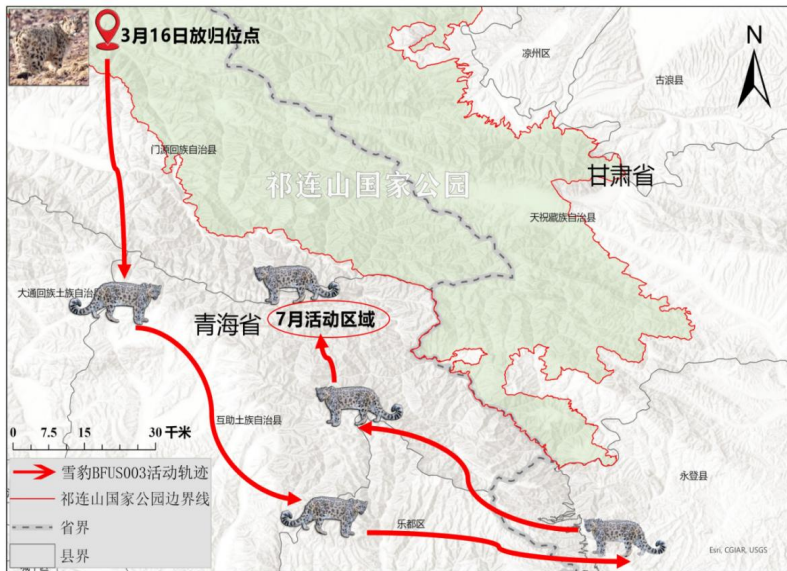 3月16日放归位点
N
凉州区
古浪县
门源回族自治县
甘肃省
祁连山国家公园
天祝藏族自治县
大通回族土族自治县
青海省
7月活动区域
互助土族自治县
0 7.5 15 30 千米
永登县
雪豹BFUS003活动轨迹
祁连山国家公园边界线
省界
乐都区
县界
Esri, CGIAR, USGS